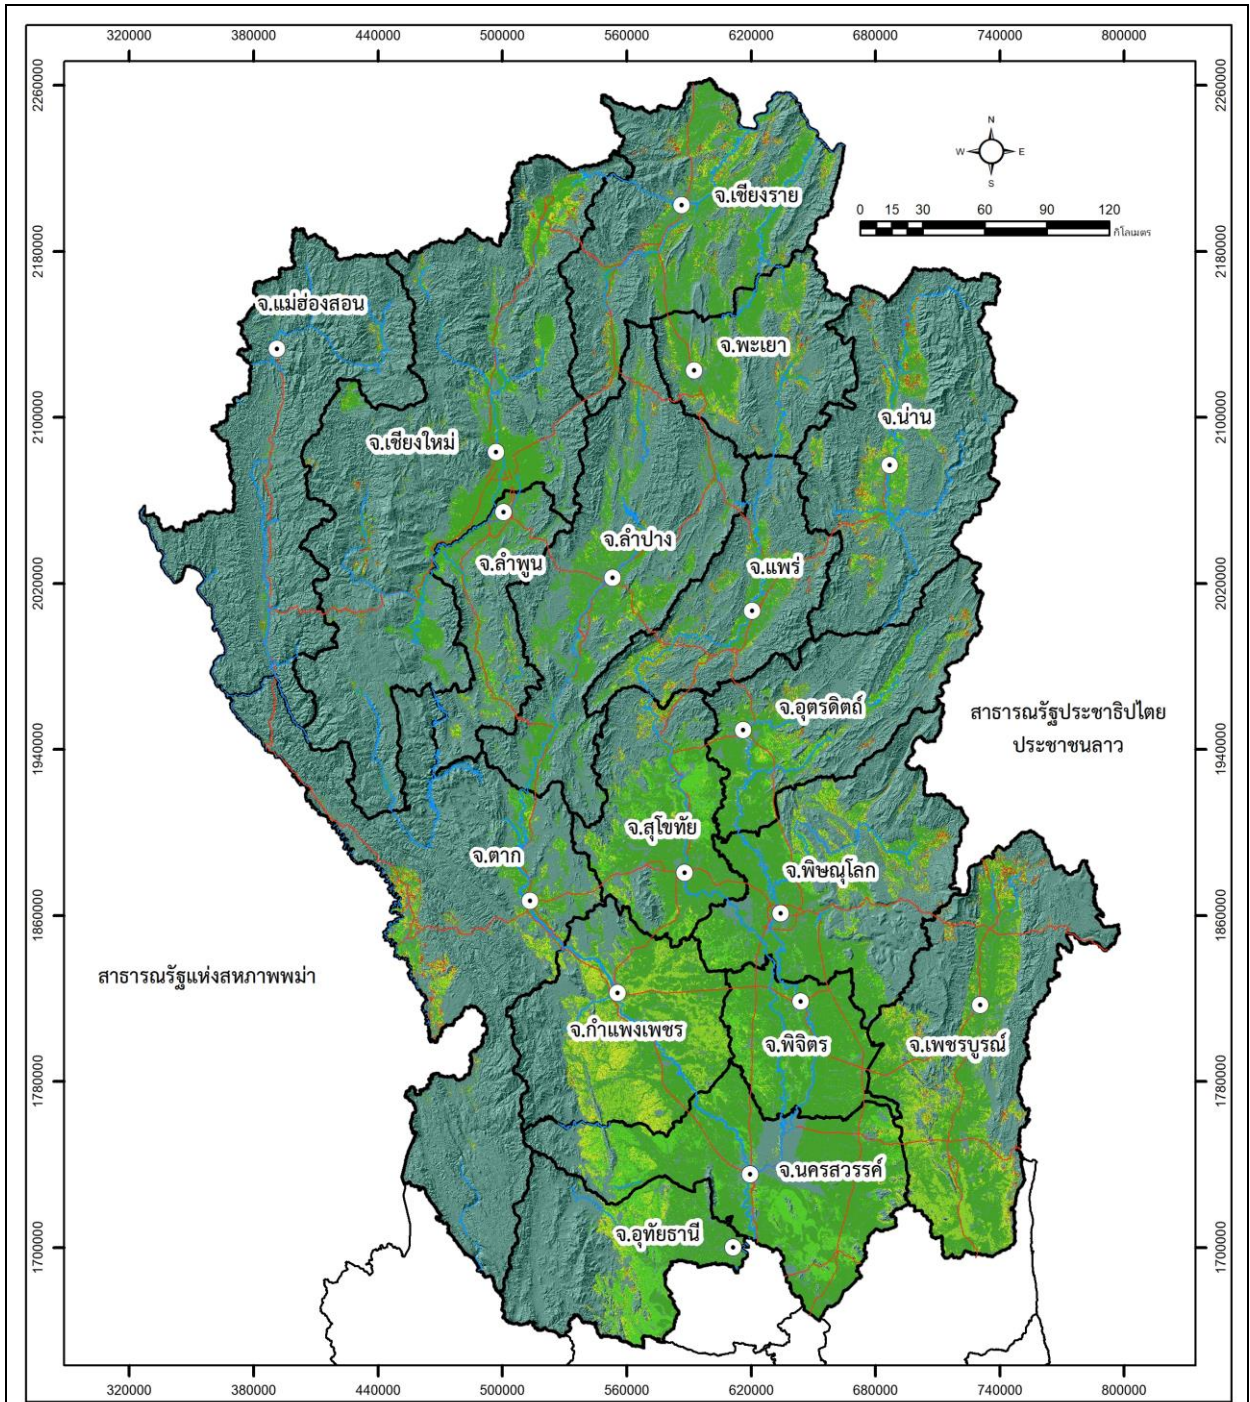 320000 380000 440000 500000 560000 620000 680000 740000 800000
2260000 2260000
N
W E
S
0 15 30 60 90 120
กิโลเมตร
จ.เชียงราย
2180000 2180000
จ.แม่ฮ่องสอน
จ.พะเยา
2100000 2100000
จ.น่าน
จ.เชียงใหม่
จ.ลำปาง
จ.ลำพูน
จ.แพร่
2020000 2020000
จ.อุตรดิตถ์
สาธารณรัฐประชาธิปไตย
ประชาชนลาว
1940000 1940000
จ.สุโขทัย
จ.ตาก
จ.พิษณุโลก
1860000 1860000
สาธารณรัฐแห่งสหภาพพม่า
จ.กำแพงเพชร
จ.พิจิตร
จ.เพชรบูรณ์
1780000 1780000
จ.นครสวรรค์
จ.อุทัยธานี
1700000 1700000
320000 380000 440000 500000 560000 620000 680000 740000 800000